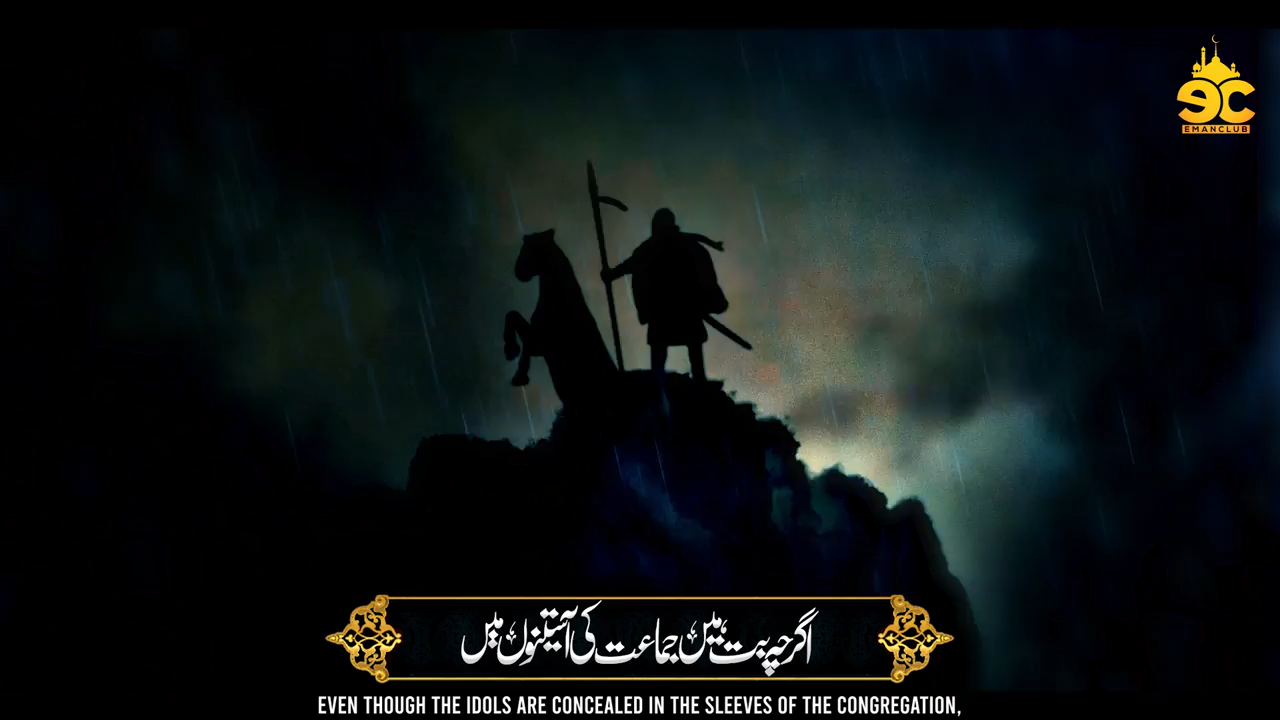 EC
EMANCLUB
اگرچہ بت ہیں جماعت کی آستینوں میں
EVEN THOUGH THE IDOLS ARE CONCEALED IN THE SLEEVES OF THE CONGREGATION,